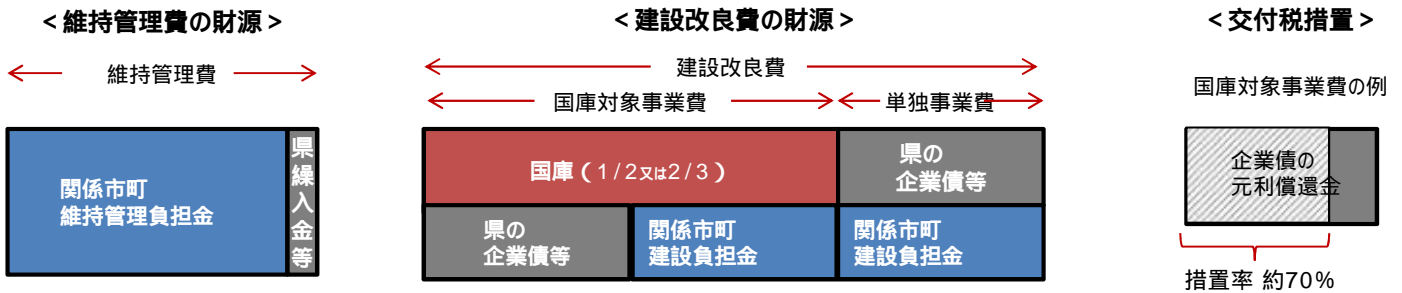 <維持管理費の財源>
維持管理費
関係市町
維持管理負担金
県繰入金等
<建設改良費の財源>
建設改良費
国庫対象事業費
単独事業費
国庫(1/2又は2/3)
県の
企業債等
県の
企業債等
関係市町
建設負担金
関係市町
建設負担金
<交付税措置>
国庫対象事業費の例
企業債の
元利償還金
措置率 約70%